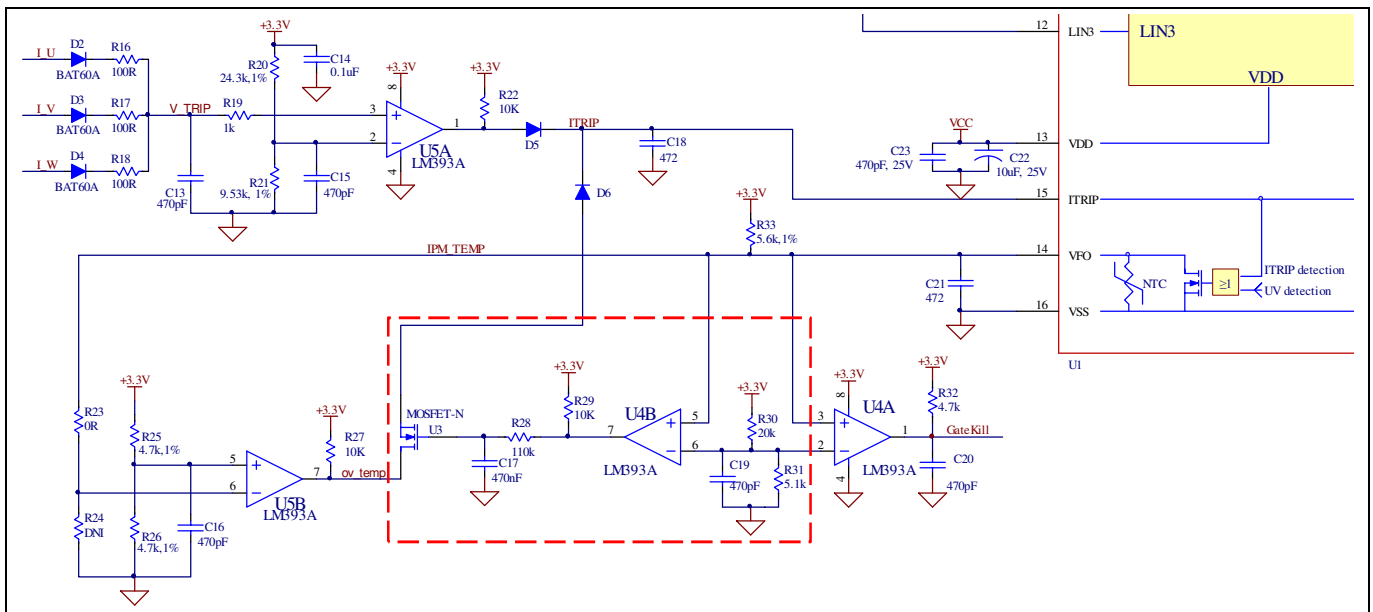 +3.3V
12
LIN3
LIN3
D2
I_U
R16
BAT60A
100R
R20
24.3k,1%
C14
0.1uF
+3.3V
+3.3V
VDD
D3
I_V
R17
BAT60A
100R
V_TRIP
R19
1k
8
3
+
2
−
1
U5A
LM393A
4
R22
10K
D5
ITRIP
C18
472
VCC
C23
470pF, 25V
C22
10uF, 25V
13
VDD
D4
I_W
R18
BAT60A
100R
C13
470pF
R21
9.53k, 1%
C15
470pF
D6
15
ITRIP
+3.3V
R33
5.6k,1%
IPM_TEMP
14
VFO
C21
472
NTC
≥1
ITRIP detection
UV detection
16
VSS
U1
+3.3V
R23
0R
R25
4.7k,1%
+3.3V
R27
10K
MOSFET-N
U3
+3.3V
R29
10K
R28
110k
C17
470nF
U4B
7
5
+
6
−
LM393A
+3.3V
R30
20k
C19
470pF
R31
5.1k
+3.3V
U4A
8
3
+
2
−
1
LM393A
4
+3.3V
R32
4.7k
GateKill
C20
470pF
5
+
6
−
7
U5B
LM393A
ov_temp
R24
DNI
R26
4.7k,1%
C16
470pF